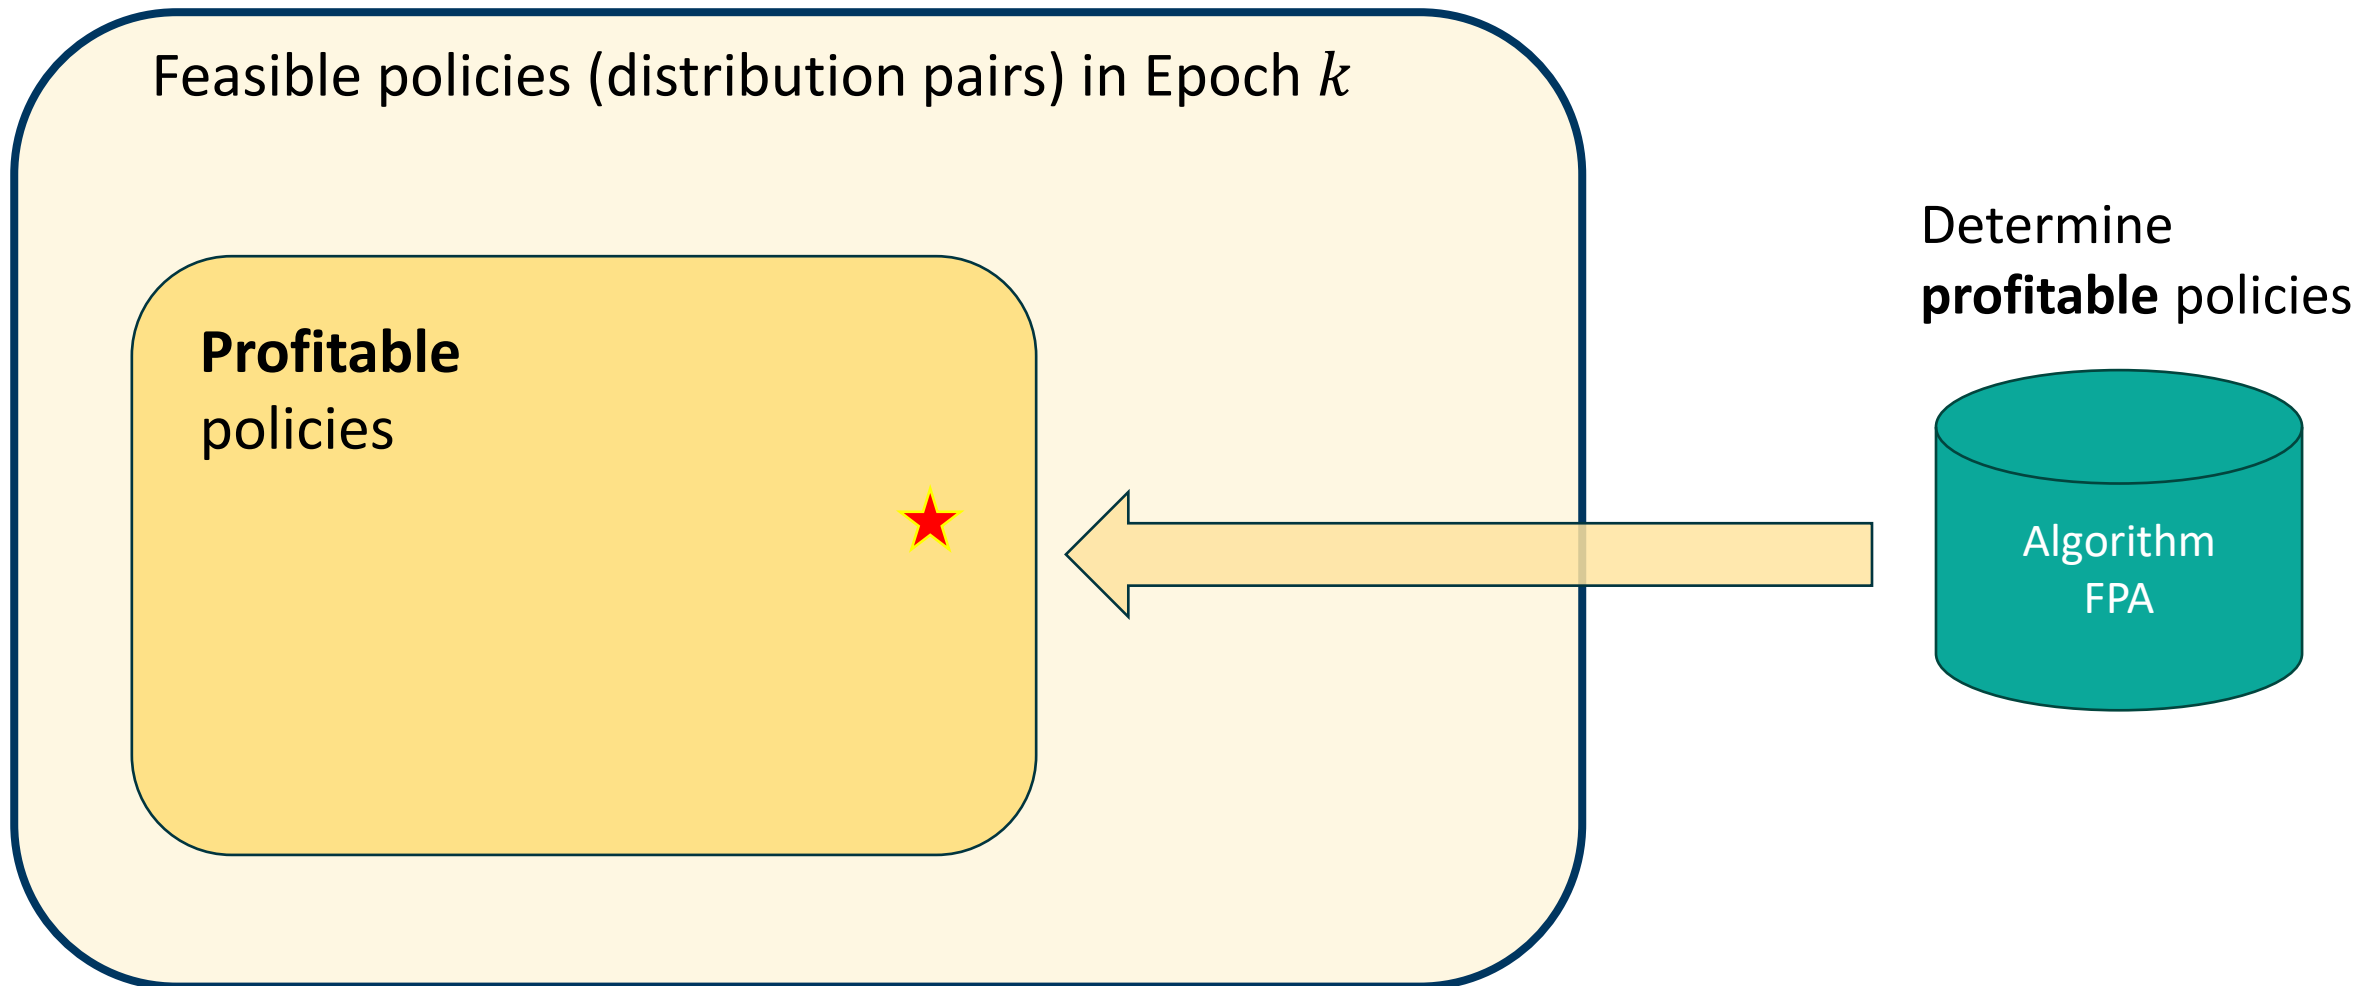 Feasible policies (distribution pairs) in Epoch k
Profitable
policies
Determine
profitable policies
Algorithm
FPA